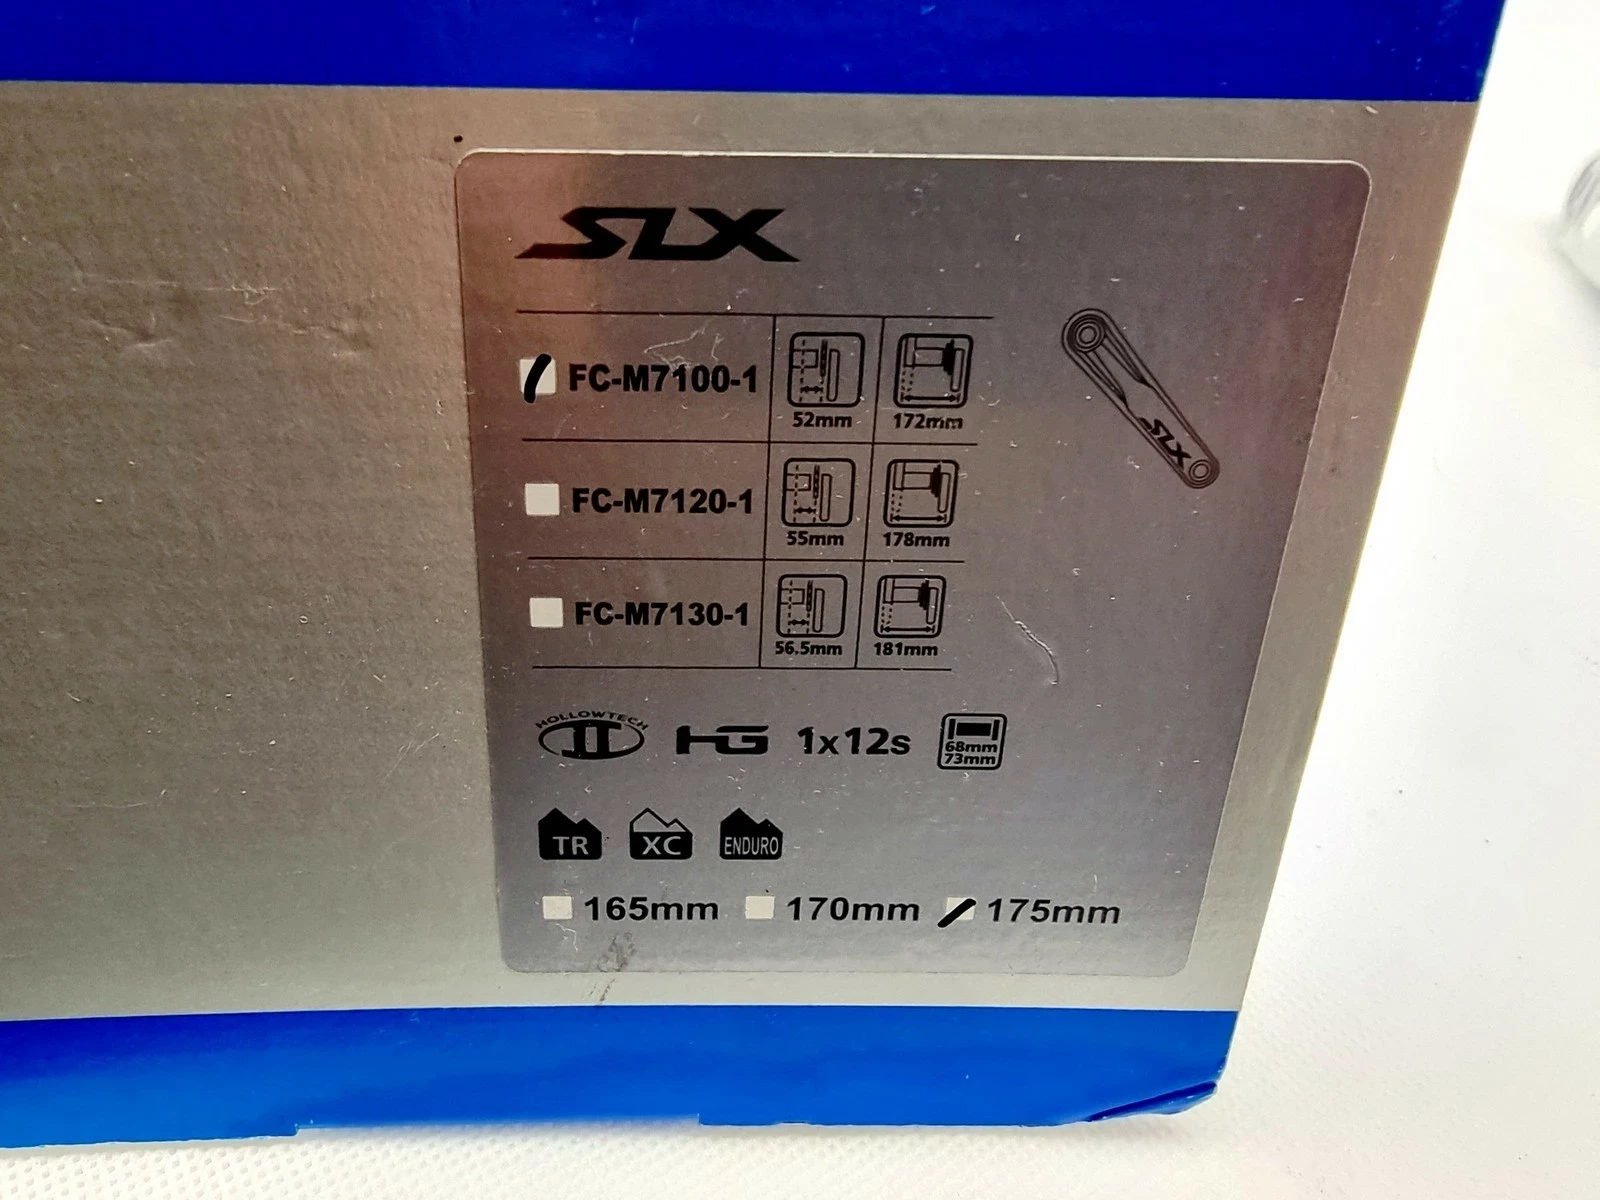 SLX
FC-M7100-1
52mm
172mm
SLX
FC-M7120-1
55mm
178mm
FC-M7130-1
56.5mm
181mm
HOLLOWTECH
II
HG
1x12s
68mm
73mm
TR
XC
ENDURO
165mm
170mm
175mm